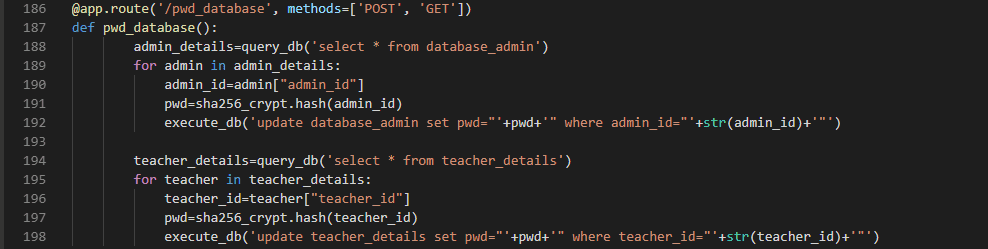 186 @app.route('/pwd_database', methods=['POST', 'GET'])
187 def pwd_database():
188         admin_details=query_db('select * from database_admin')
189         for admin in admin_details:
190             admin_id=admin["admin_id"]
191             pwd=sha256_crypt.hash(admin_id)
192             execute_db('update database_admin set pwd="'+pwd+'" where admin_id="'+str(admin_id)+'"')
193
194         teacher_details=query_db('select * from teacher_details')
195         for teacher in teacher_details:
196             teacher_id=teacher["teacher_id"]
197             pwd=sha256_crypt.hash(teacher_id)
198             execute_db('update teacher_details set pwd="'+pwd+'" where teacher_id="'+str(teacher_id)+'"')